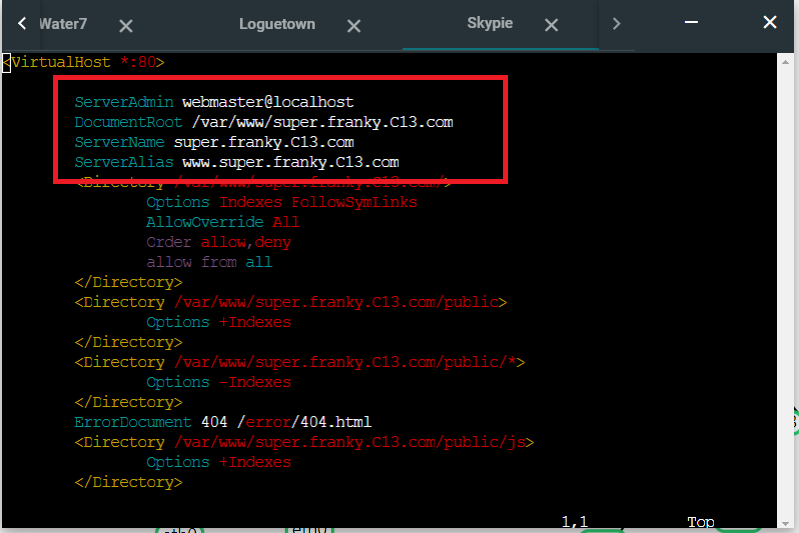 Water7 Loguetown Skypie
<VirtualHost *:80>
ServerAdmin webmaster@localhost
DocumentRoot /var/www/super.franky.C13.com
ServerName super.franky.C13.com
ServerAlias www.super.franky.C13.com
<Directory /var/www/super.franky.C13.com/>
Options Indexes FollowSymLinks
AllowOverride All
Order allow,deny
allow from all
</Directory>
<Directory /var/www/super.franky.C13.com/public>
Options +Indexes
</Directory>
<Directory /var/www/super.franky.C13.com/public/*>
Options -Indexes
</Directory>
ErrorDocument 404 /error/404.html
<Directory /var/www/super.franky.C13.com/public/js>
Options +Indexes
</Directory>
1,1 Top